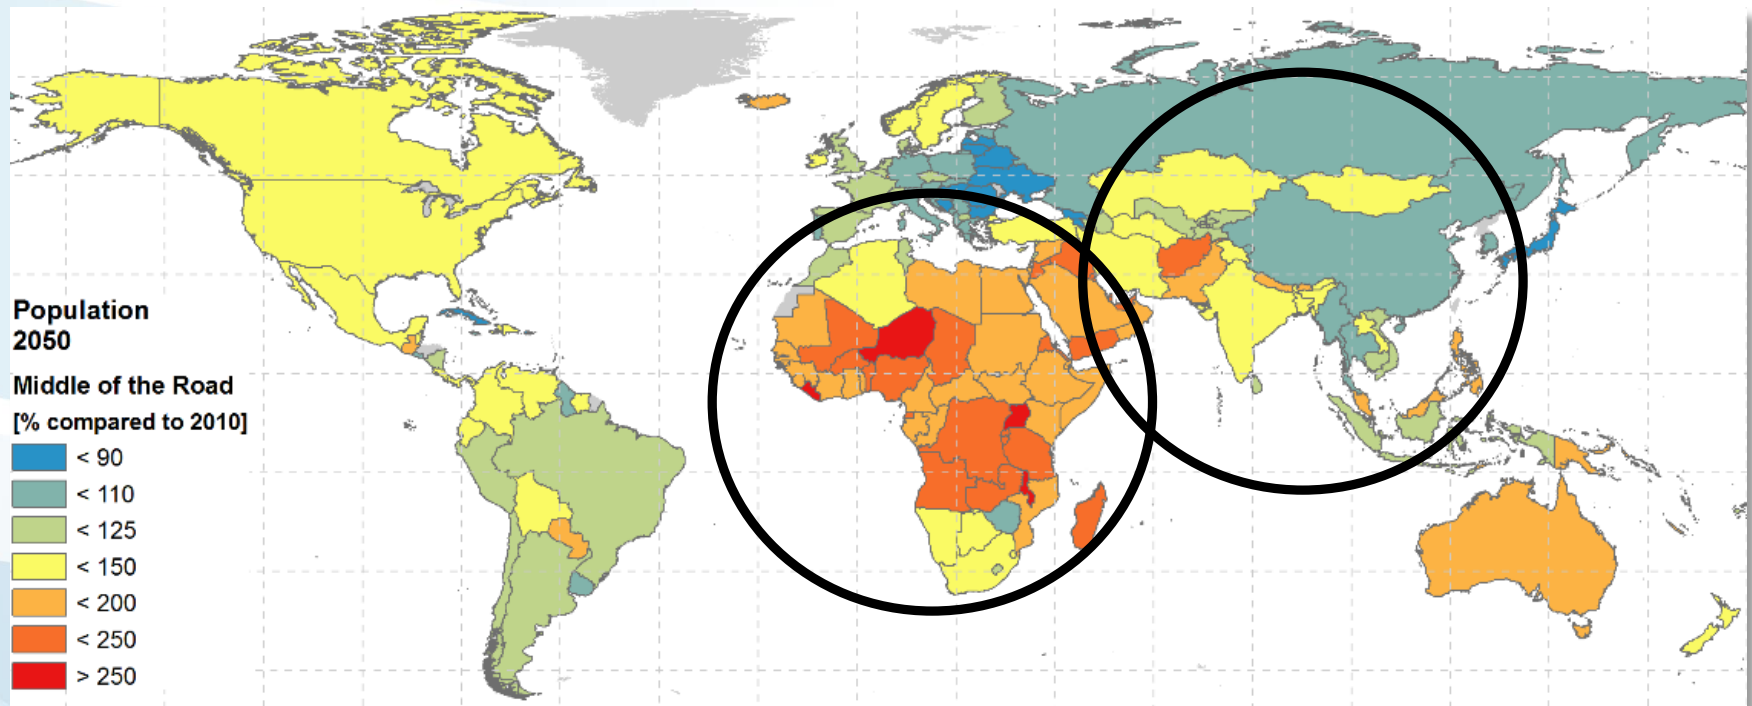 Population
2050
Middle of the Road
[% compared to 2010]
< 90
< 110
< 125
< 150
< 200
< 250
> 250